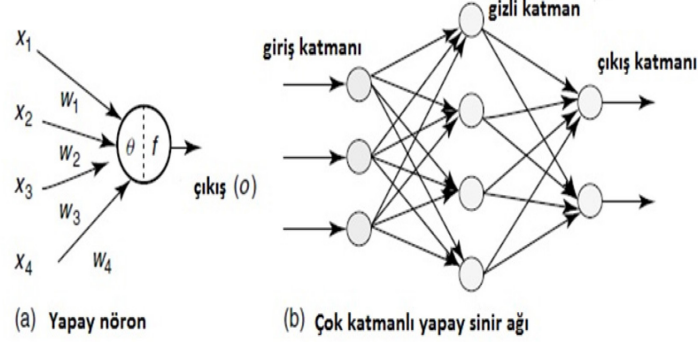 x1
w1
x2
w2
x3
w3
x4
w4
θ f
çıkış (o)
(a) Yapay nöron
giriş katmanı
gizli katman
çıkış katmanı
(b) Çok katmanlı yapay sinir ağı